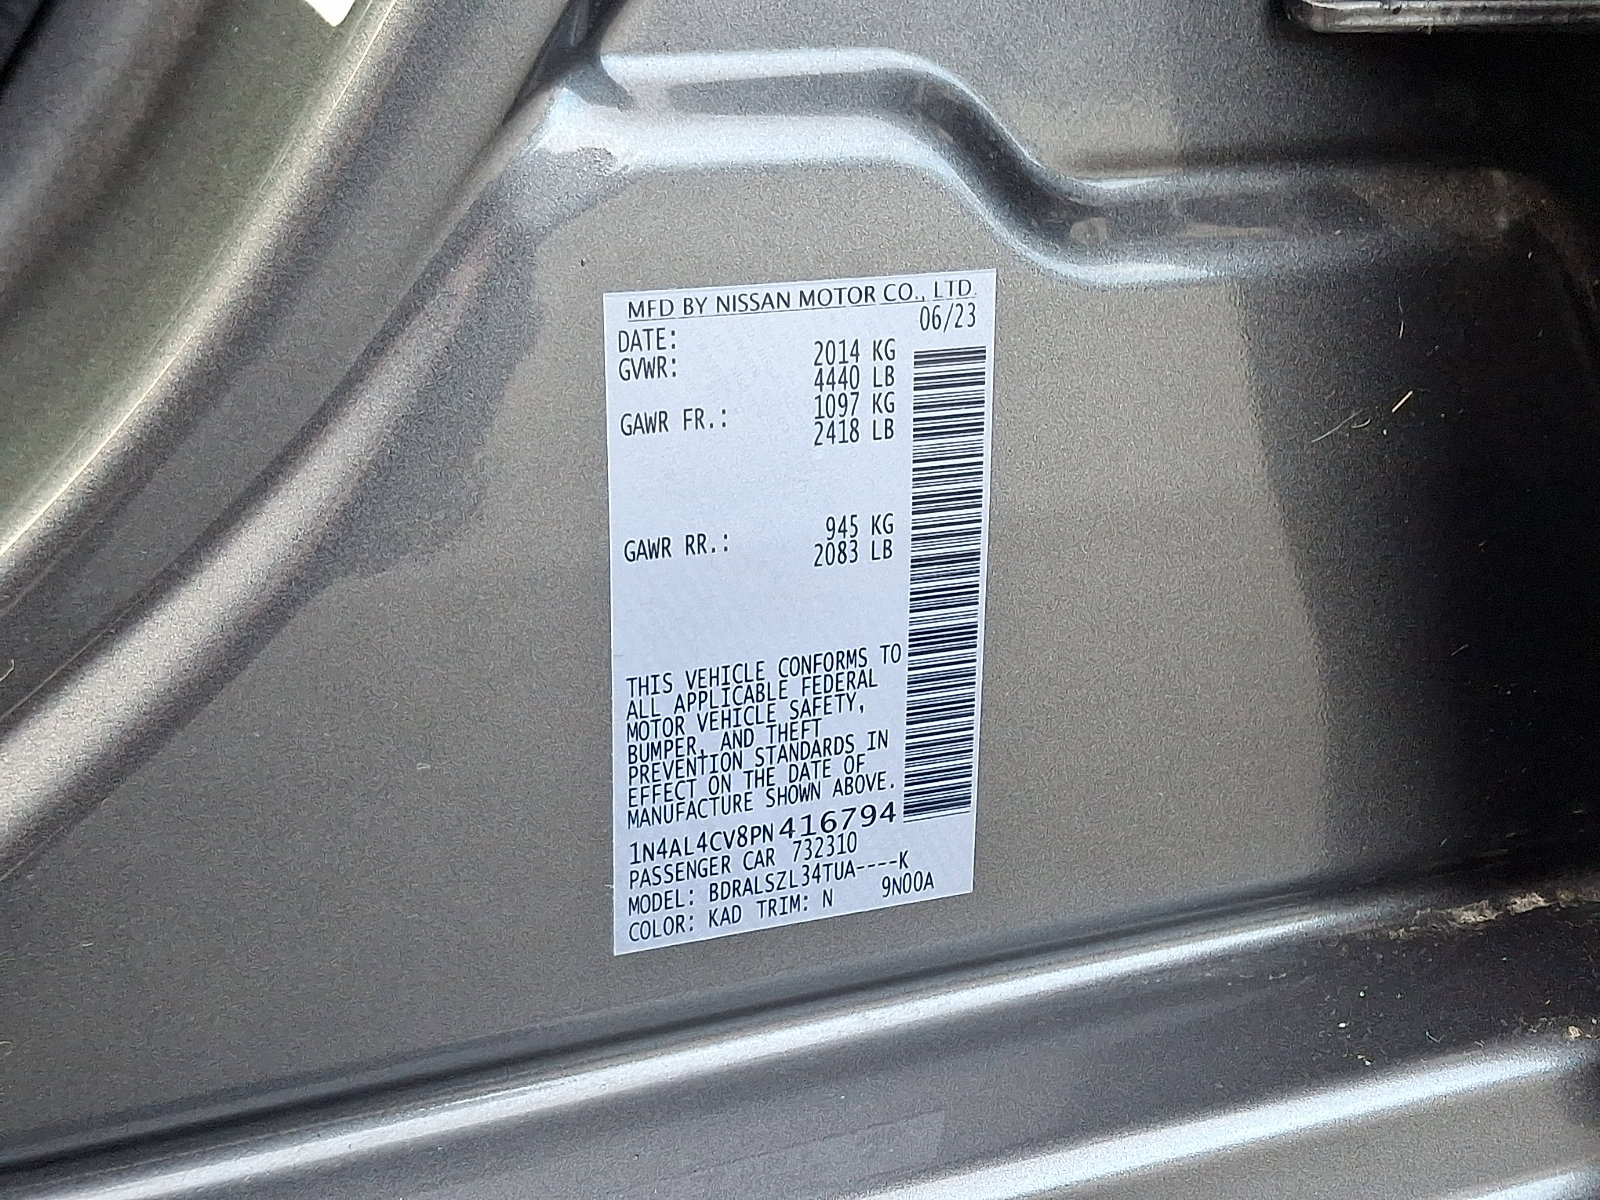 MFD BY NISSAN MOTOR CO., LTD.
DATE: 06/23
GVWR: 2014 KG
4440 LB
GAWR FR.: 1097 KG
2418 LB
GAWR RR.: 945 KG
2083 LB
THIS VEHICLE CONFORMS TO
ALL APPLICABLE FEDERAL
MOTOR VEHICLE SAFETY,
BUMPER, AND THEFT
PREVENTION STANDARDS IN
EFFECT ON THE DATE OF
MANUFACTURE SHOWN ABOVE.
1N4AL4CV8PN416794
PASSENGER CAR 732310
MODEL: BDRALSZL34TUA----K
COLOR: KAD TRIM: N 9N00A